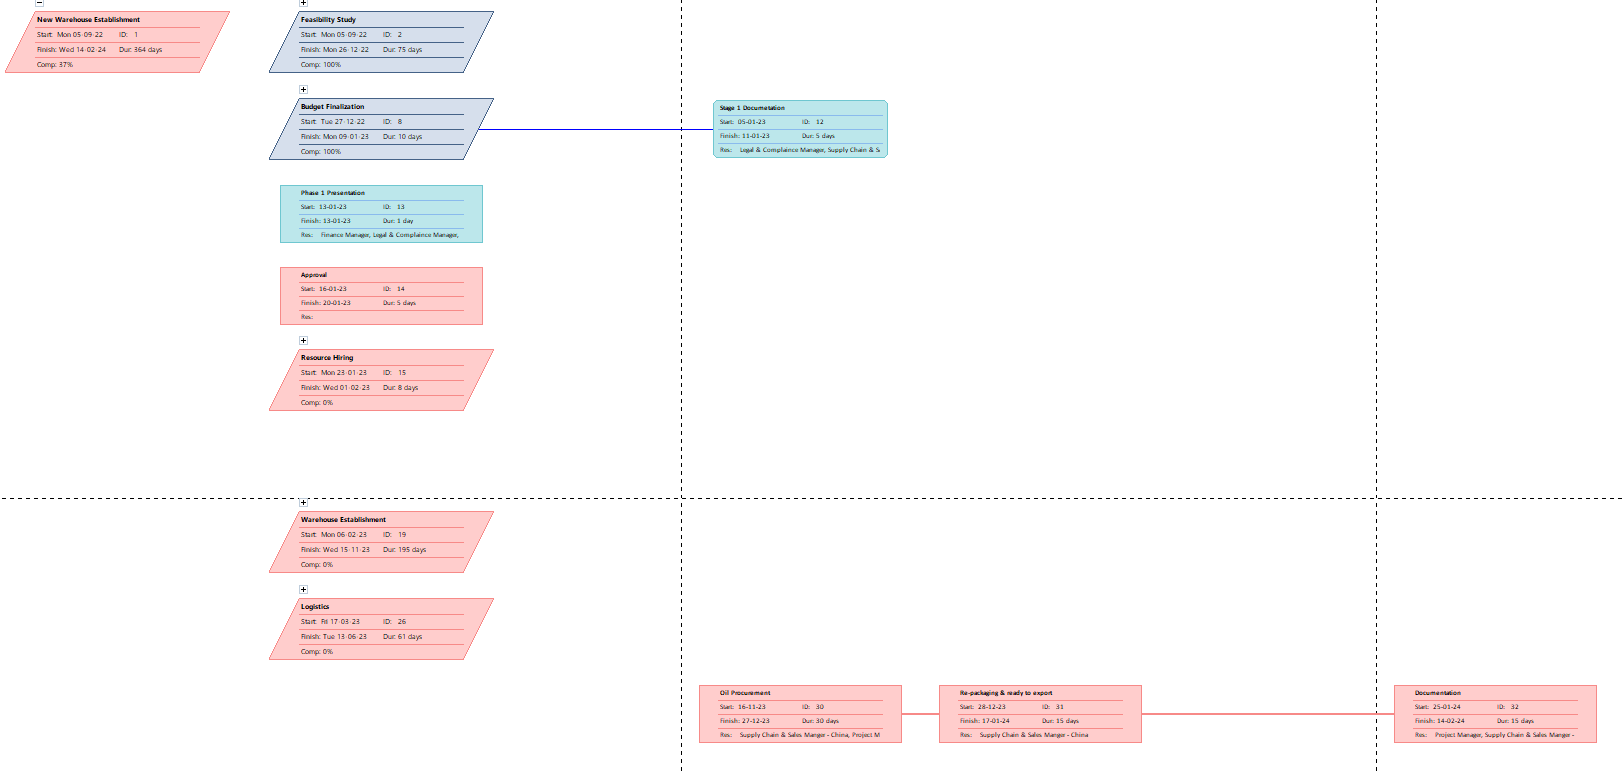 New Warehouse Establishment
Start: Mon 05-09-22 ID: 1
Finish: Wed 14-02-24 Dur: 364 days
Comp: 37%
Feasibility Study
Start: Mon 05-09-22 ID: 2
Finish: Mon 26-12-22 Dur: 75 days
Comp: 100%
Budget Finalization
Start: Tue 27-12-22 ID: 8
Finish: Mon 09-01-23 Dur: 10 days
Comp: 100%
Stage 1 Documetation
Start: 05-01-23 ID: 12
Finish: 11-01-23 Dur: 5 days
Res: Legal & Complaince Manager, Supply Chain & S
Phase 1 Presentation
Start: 13-01-23 ID: 13
Finish: 13-01-23 Dur: 1 day
Res: Finance Manager, Legal & Complaince Manager,
Approval
Start: 16-01-23 ID: 14
Finish: 20-01-23 Dur: 5 days
Res:
Resource Hiring
Start: Mon 23-01-23 ID: 15
Finish: Wed 01-02-23 Dur: 8 days
Comp: 0%
Warehouse Establishment
Start: Mon 06-02-23 ID: 19
Finish: Wed 15-11-23 Dur: 195 days
Comp: 0%
Logistics
Start: Fri 17-03-23 ID: 26
Finish: Tue 13-06-23 Dur: 61 days
Comp: 0%
Oil Procurement
Start: 16-11-23 ID: 30
Finish: 27-12-23 Dur: 30 days
Res: Supply Chain & Sales Manger - China, Project M
Re-packaging & ready to export
Start: 28-12-23 ID: 31
Finish: 17-01-24 Dur: 15 days
Res: Supply Chain & Sales Manger - China
Documentation
Start: 25-01-24 ID: 32
Finish: 14-02-24 Dur: 15 days
Res: Project Manager, Supply Chain & Sales Manger -